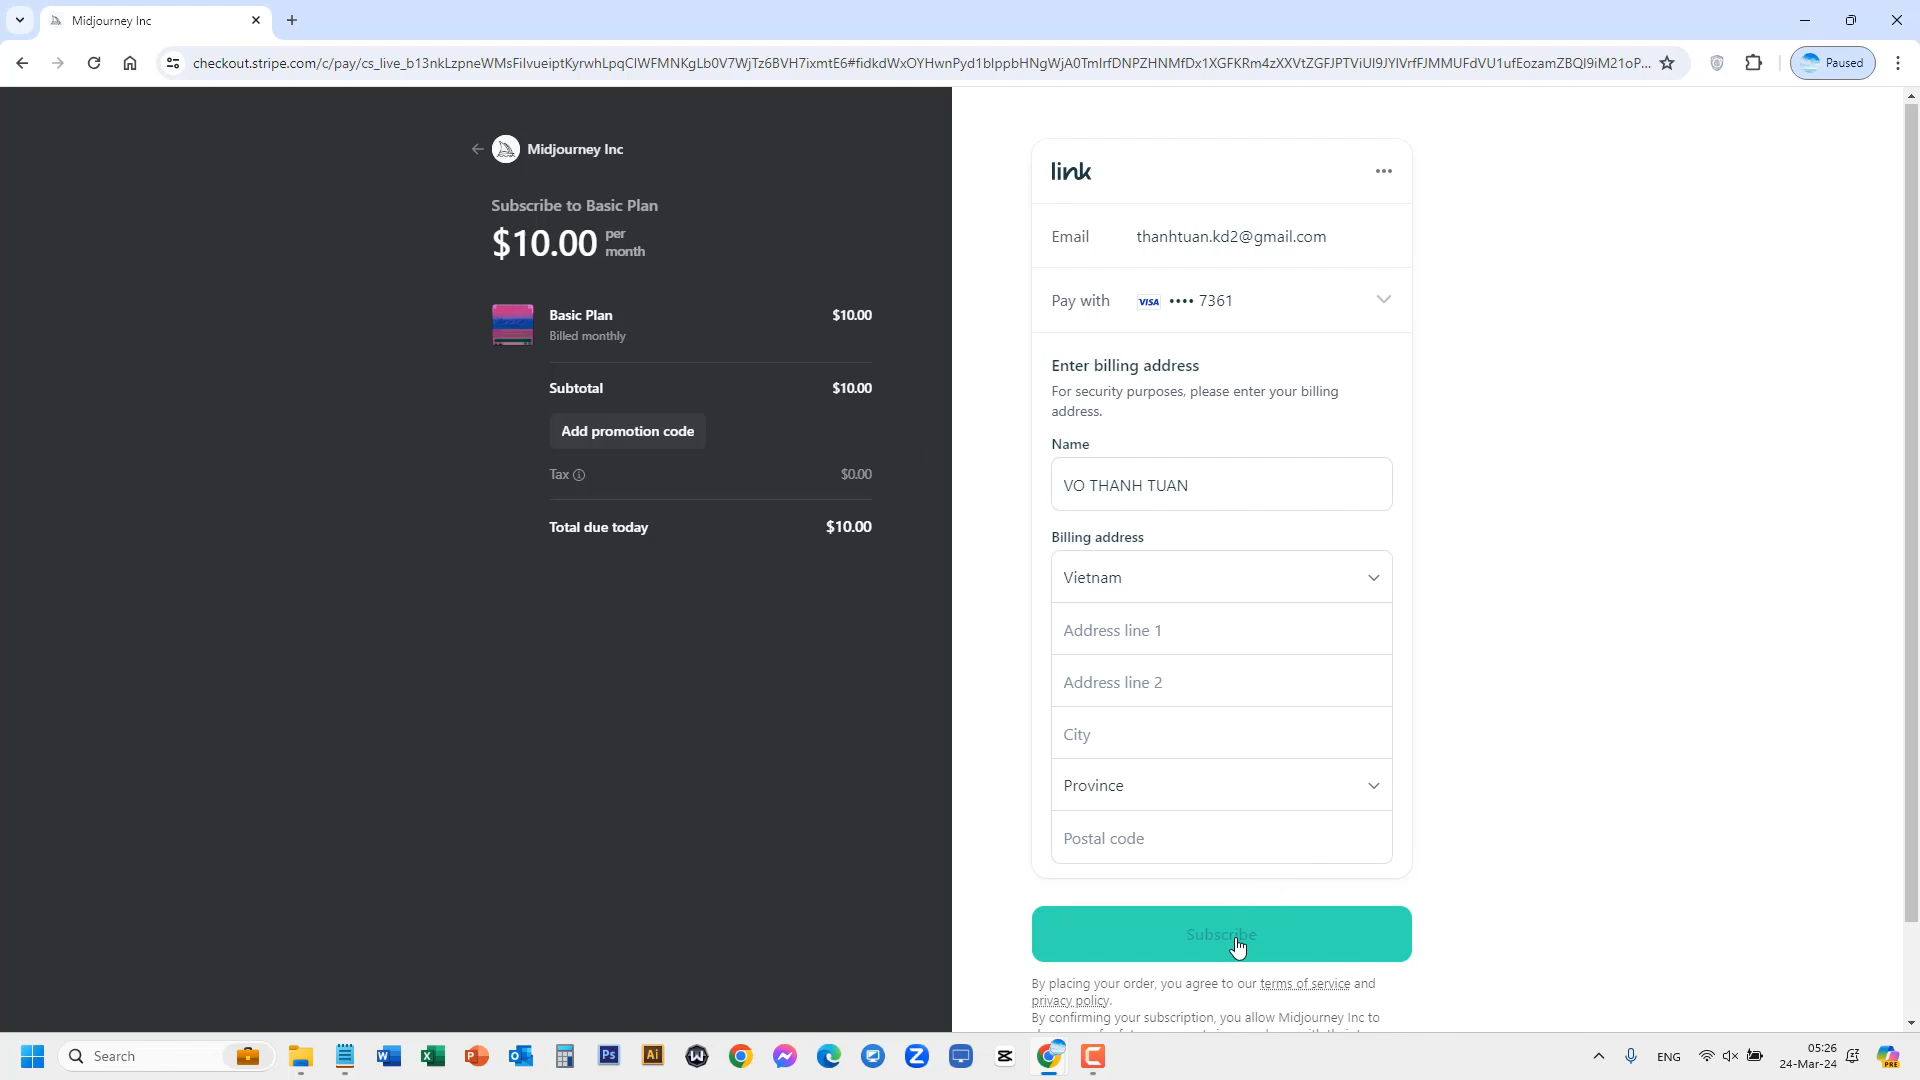 Midjourney Inc
checkout.stripe.com/c/pay/cs_live_b13nkLzpneWMsFilvueiptKyrwhLpqCIWFMNKgLb0V7WjTz6BVH7ixmtE6#fidkdWxOYHwnPyd1blppbHNgWjA0TmlrfDNPZHNMfDx1XGFKRm4zXXVtZGFJPTViUl9JYlVrfFJMMUFdVU1ufEozamZBQl9iM21oP...
Paused
Midjourney Inc
Subscribe to Basic Plan
$10.00 per month
Basic Plan $10.00
Billed monthly
Subtotal $10.00
Add promotion code
Tax $0.00
Total due today $10.00
link
Email thanhtuan.kd2@gmail.com
Pay with VISA •••• 7361
Enter billing address
For security purposes, please enter your billing
address.
Name
VO THANH TUAN
Billing address
Vietnam
Address line 1
Address line 2
City
Province
Postal code
Subscribe
By placing your order, you agree to our terms of service and
privacy policy.
By confirming your subscription, you allow Midjourney Inc to
Search
Ps
Ai
ENG
05:26
24-Mar-24
PRE